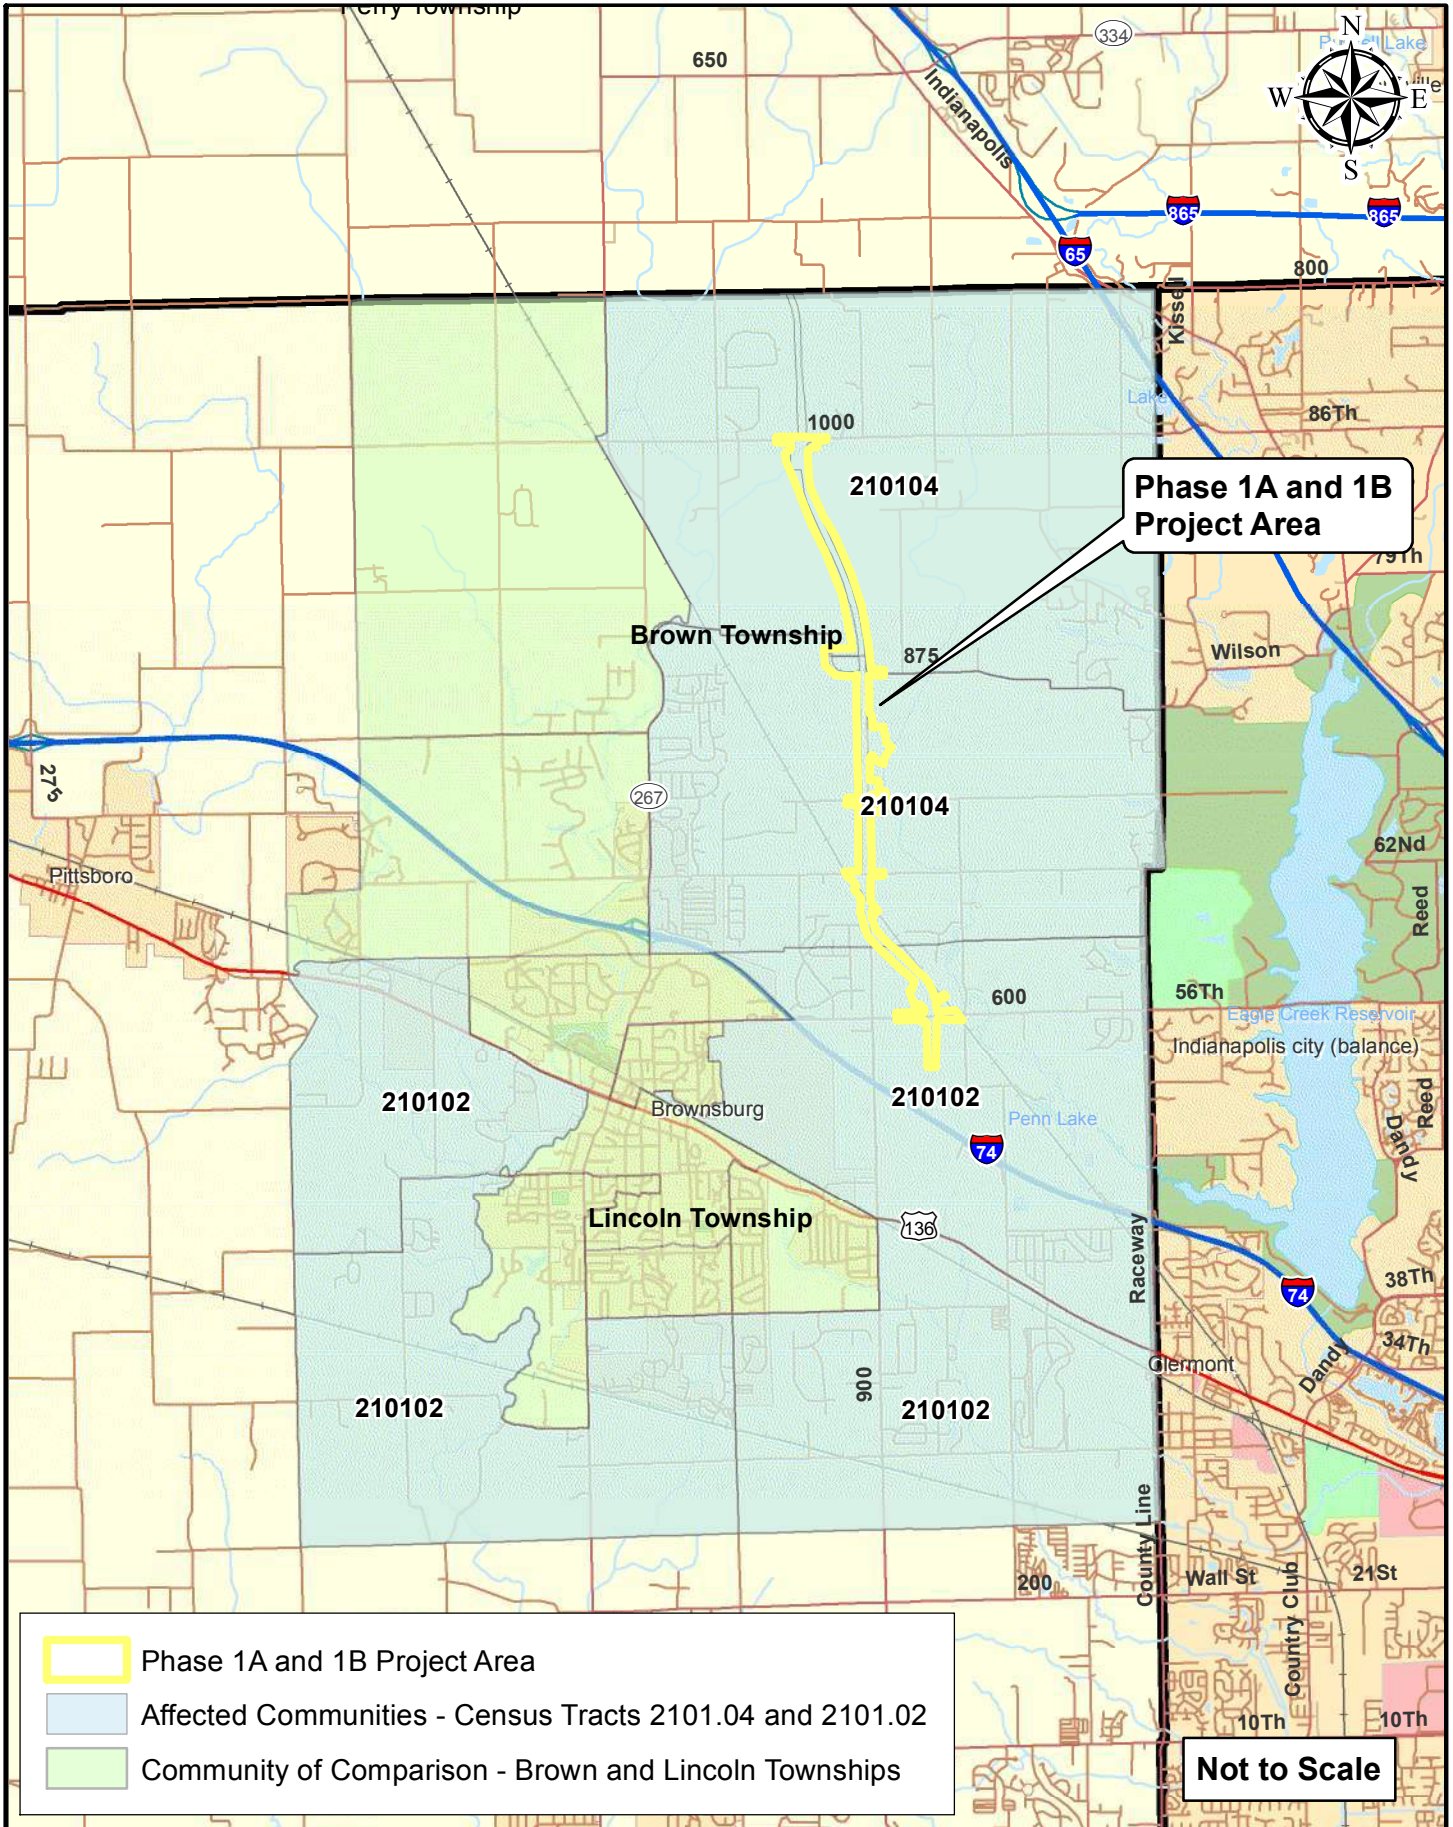 Perry Township
334
N
650
Indianapolis
W
E
S
865
865
65
800
Kissell
Lake
86Th
1000
210104
Phase 1A and 1B
Project Area
79Th
Brown Township
875
Wilson
275
267
210104
62Nd
Pittsboro
Reed
600
56Th
Eagle Creek Reservoir
Indianapolis city (balance)
210102
210102
Brownsburg
Penn Lake
Reed
Dandy
74
Lincoln Township
136
Raceway
38Th
74
34Th
Clermont
Dandy
900
210102
210102
County Line
200
Wall St
21St
Country Club
Phase 1A and 1B Project Area
Affected Communities - Census Tracts 2101.04 and 2101.02
Community of Comparison - Brown and Lincoln Townships
10Th
10Th
Not to Scale